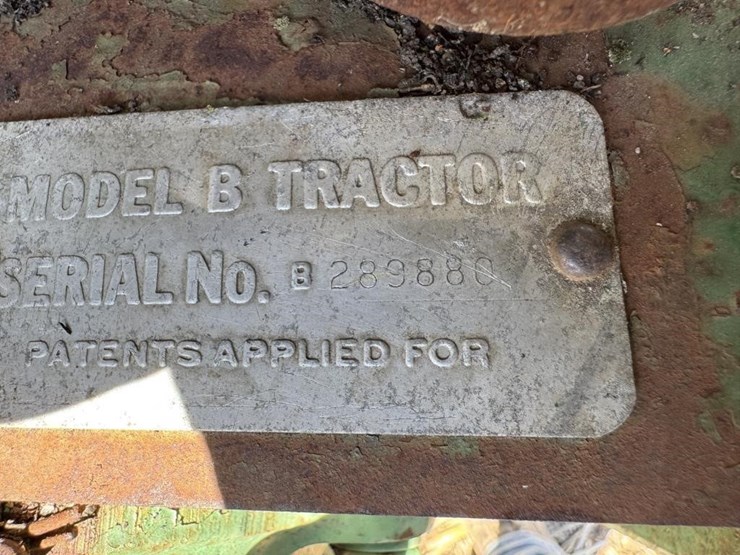 MODEL B TRACTOR
SERIAL No. B 289880
PATENTS APPLIED FOR